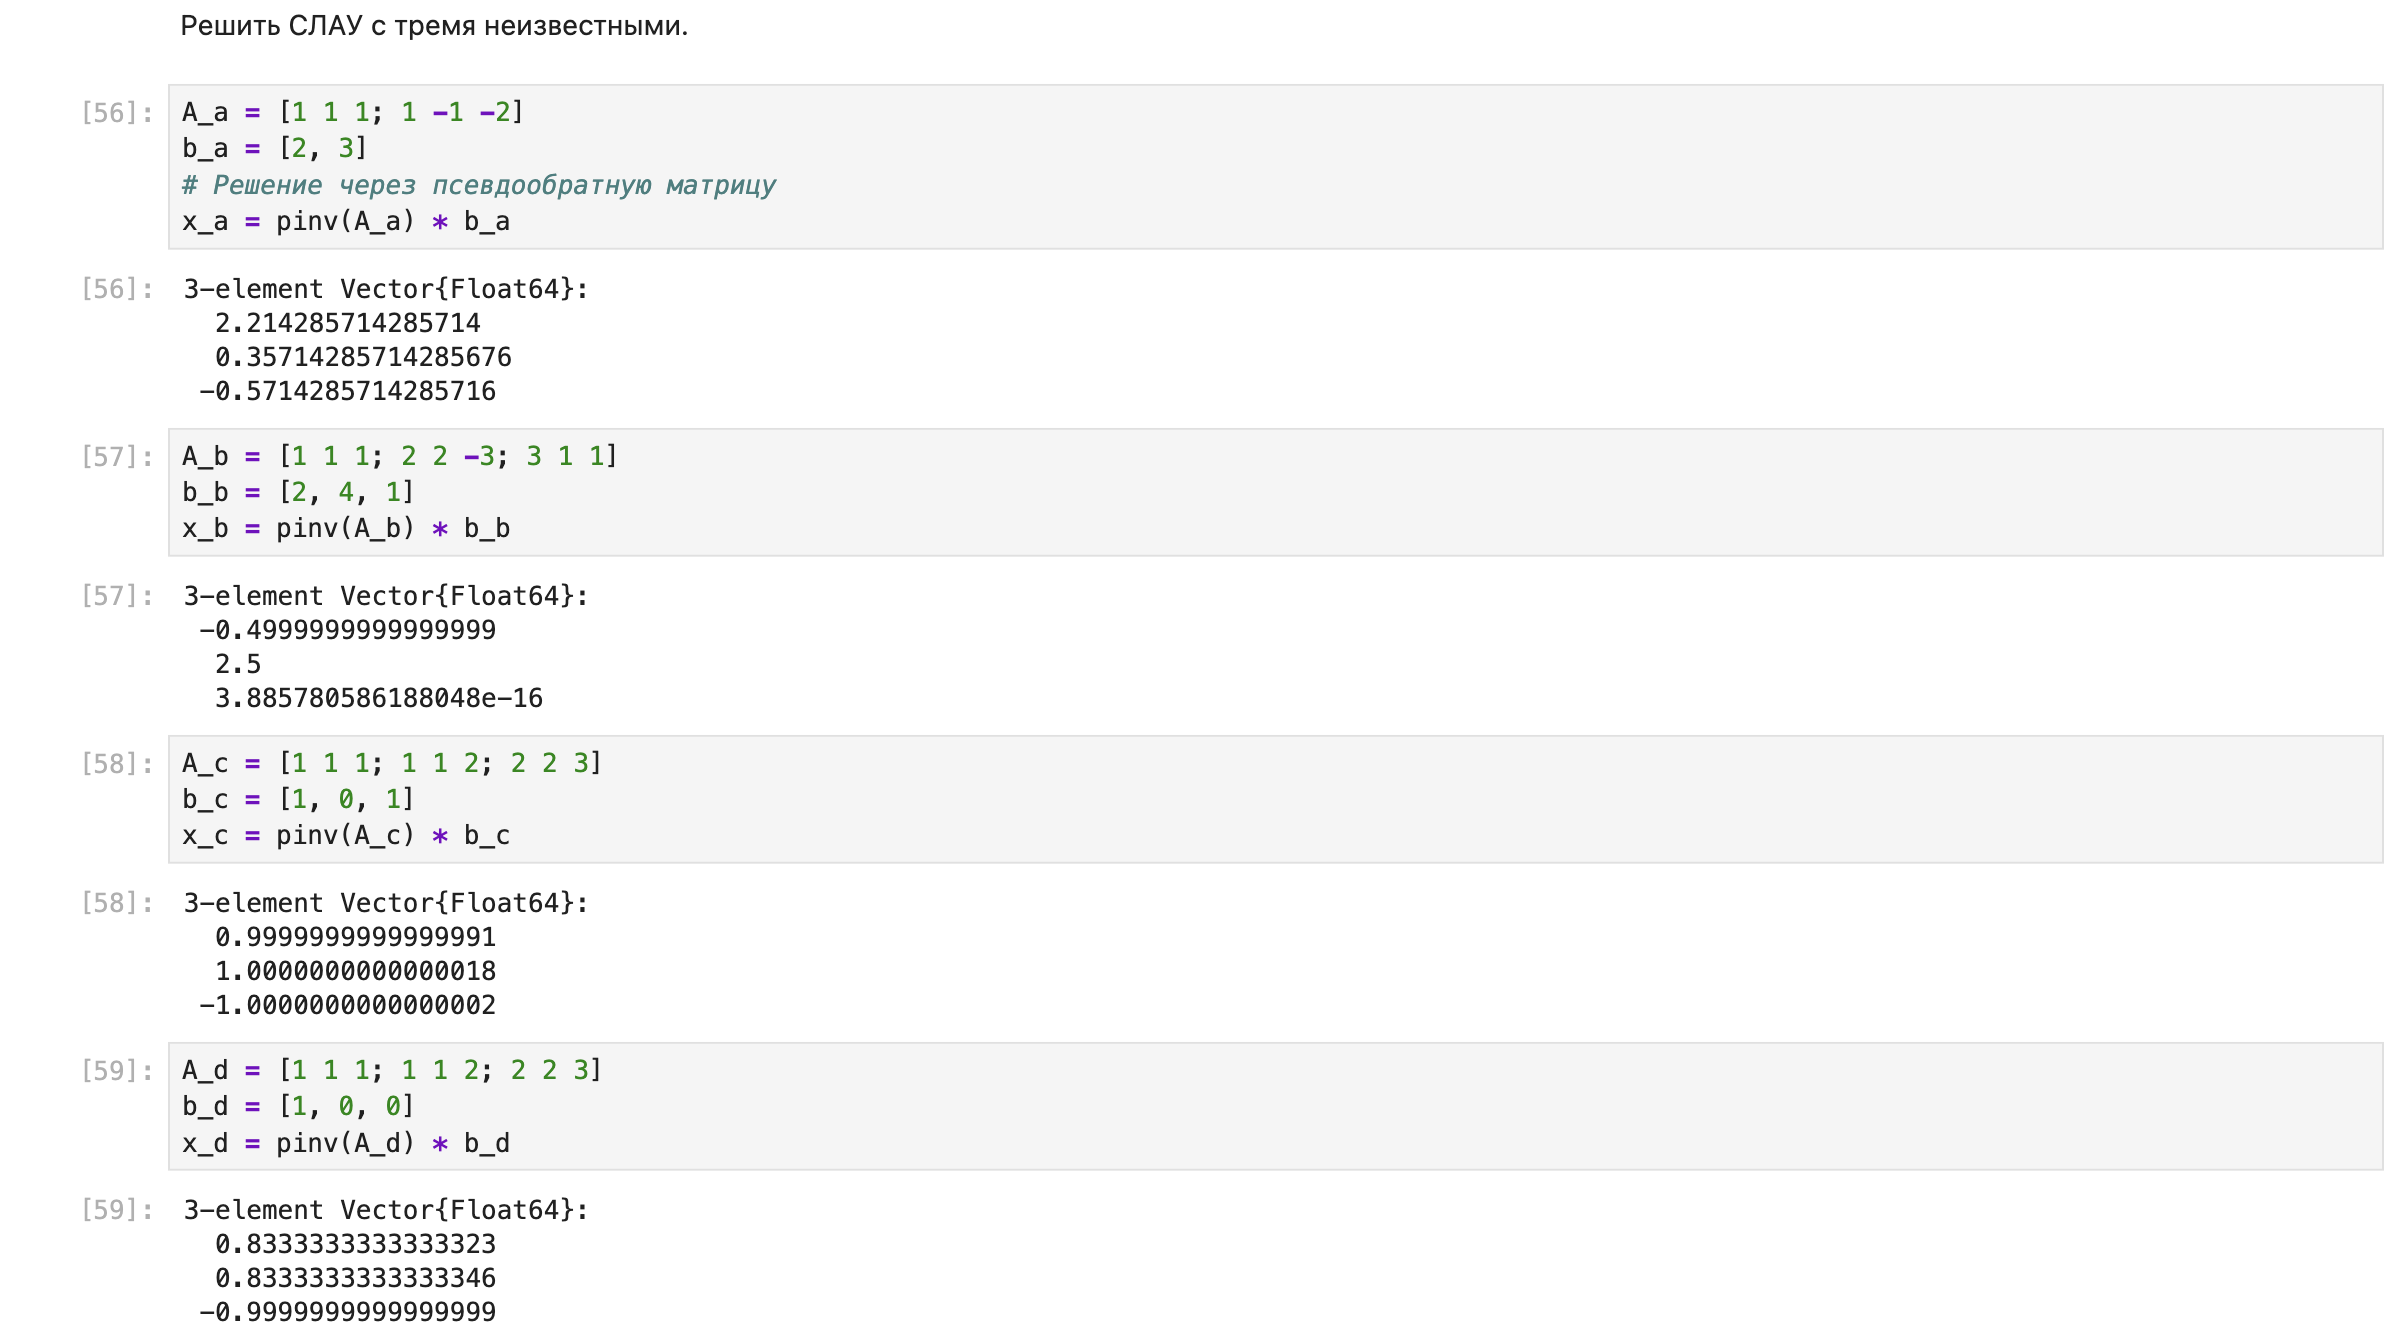 Решить СЛАУ с тремя неизвестными.
[56]: A_a = [1 1 1; 1 -1 -2]
b_a = [2, 3]
# Решение через псевдообратную матрицу
x_a = pinv(A_a) * b_a
[56]: 3-element Vector{Float64}:
2.214285714285714
0.35714285714285676
-0.5714285714285716
[57]: A_b = [1 1 1; 2 2 -3; 3 1 1]
b_b = [2, 4, 1]
x_b = pinv(A_b) * b_b
[57]: 3-element Vector{Float64}:
-0.4999999999999999
2.5
3.885780586188048e-16
[58]: A_c = [1 1 1; 1 1 2; 2 2 3]
b_c = [1, 0, 1]
x_c = pinv(A_c) * b_c
[58]: 3-element Vector{Float64}:
0.9999999999999991
1.0000000000000018
-1.0000000000000002
[59]: A_d = [1 1 1; 1 1 2; 2 2 3]
b_d = [1, 0, 0]
x_d = pinv(A_d) * b_d
[59]: 3-element Vector{Float64}:
0.8333333333333323
0.8333333333333346
-0.9999999999999999